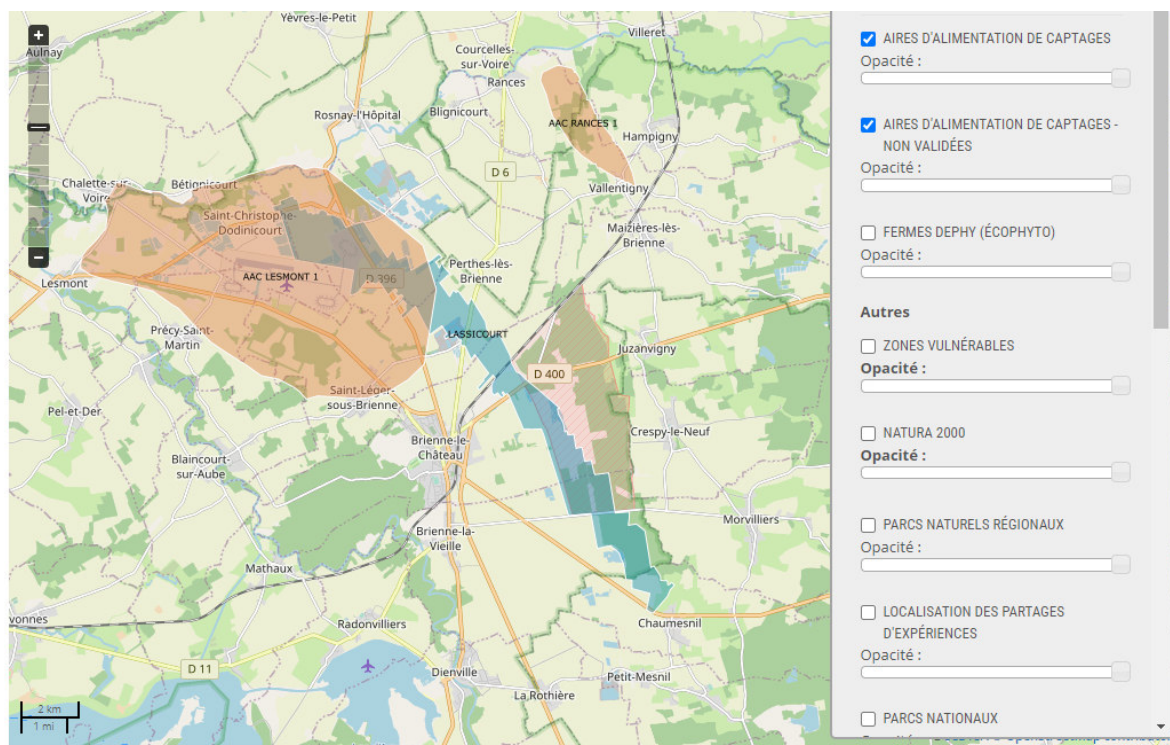 Yèvres-le-Petit
Villeret
Aulnay
Courcelles-
sur-Voire
Rances
Rosnay-l'Hôpital
Blignicourt
AAC RANCES 1
Hampigny
D 6
Chalette-sur-
Voire
Bétignicourt
Vallentigny
Saint-Christophe-
Dodinicourt
Maizières-lès-
Brienne
Perthes-lès-
Brienne
AAC LESMONT 1
D 396
Lesmont
LASSICOURT
Précy-Saint-
Martin
Juzanvigny
D 400
Saint-Léger-
sous-Brienne
Pel-et-Der
Crespy-le-Neuf
Brienne-le-
Château
Blaincourt-
sur-Aube
Morvilliers
Brienne-la-
Vieille
Mathaux
vonnes
Radonvilliers
Chaumesnil
D 11
Dienville
Petit-Mesnil
La Rothière
2 km
1 mi
AIRES D'ALIMENTATION DE CAPTAGES
Opacité :
AIRES D'ALIMENTATION DE CAPTAGES -
NON VALIDÉES
Opacité :
FERMES DEPHY (ÉCOPHYTO)
Opacité :
Autres
ZONES VULNÉRABLES
Opacité :
NATURA 2000
Opacité :
PARCS NATURELS RÉGIONAUX
Opacité :
LOCALISATION DES PARTAGES
D'EXPÉRIENCES
Opacité :
PARCS NATIONAUX